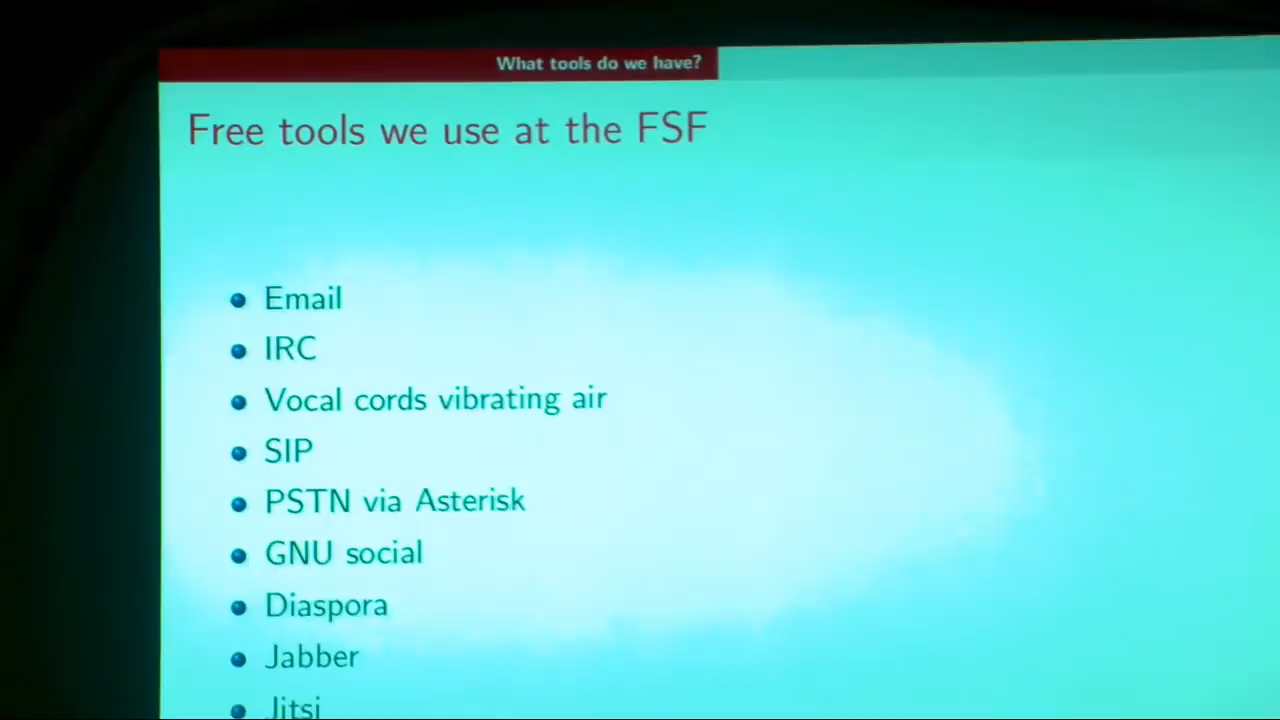 What tools do we have?
Free tools we use at the FSF
Email
IRC
Vocal cords vibrating air
SIP
PSTN via Asterisk
GNU social
Diaspora
Jabber
Jitsi